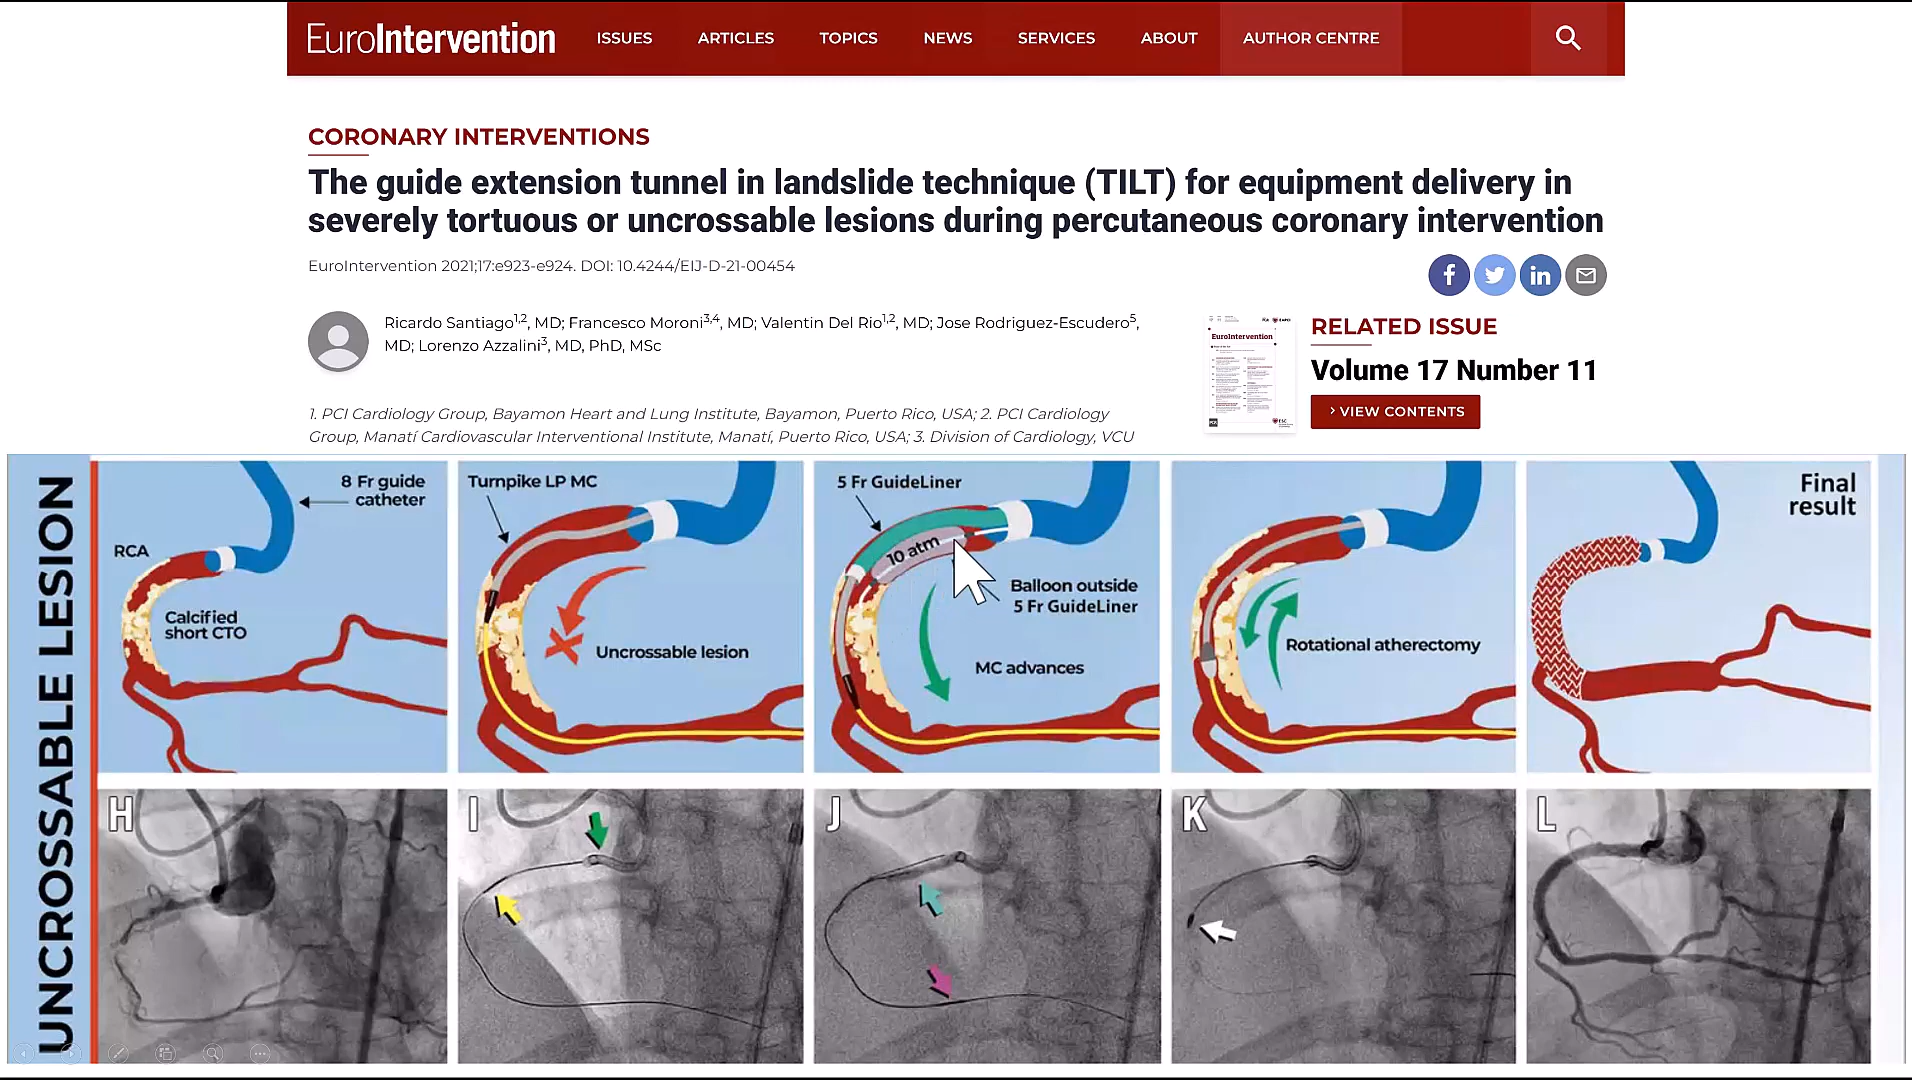 EuroIntervention
ISSUES ARTICLES TOPICS NEWS SERVICES ABOUT AUTHOR CENTRE
CORONARY INTERVENTIONS
The guide extension tunnel in landslide technique (TILT) for equipment delivery in
severely tortuous or uncrossable lesions during percutaneous coronary intervention
EuroIntervention 2021;17:e923-e924. DOI: 10.4244/EIJ-D-21-00454
Ricardo Santiago1,2, MD; Francesco Moroni3,4, MD; Valentin Del Rio1,2, MD; Jose Rodriguez-Escudero5,
MD; Lorenzo Azzalini3, MD, PhD, MSc
EuroIntervention
RELATED ISSUE
Volume 17 Number 11
› VIEW CONTENTS
1. PCI Cardiology Group, Bayamon Heart and Lung Institute, Bayamon, Puerto Rico, USA; 2. PCI Cardiology
Group, Manatí Cardiovascular Interventional Institute, Manatí, Puerto Rico, USA; 3. Division of Cardiology, VCU
UNCROSSABLE LESION
8 Fr guide
catheter
RCA
Calcified
short CTO
Turnpike LP MC
Uncrossable lesion
5 Fr GuideLiner
10 atm
Balloon outside
5 Fr GuideLiner
MC advances
Rotational atherectomy
Final
result
H
I
J
K
L